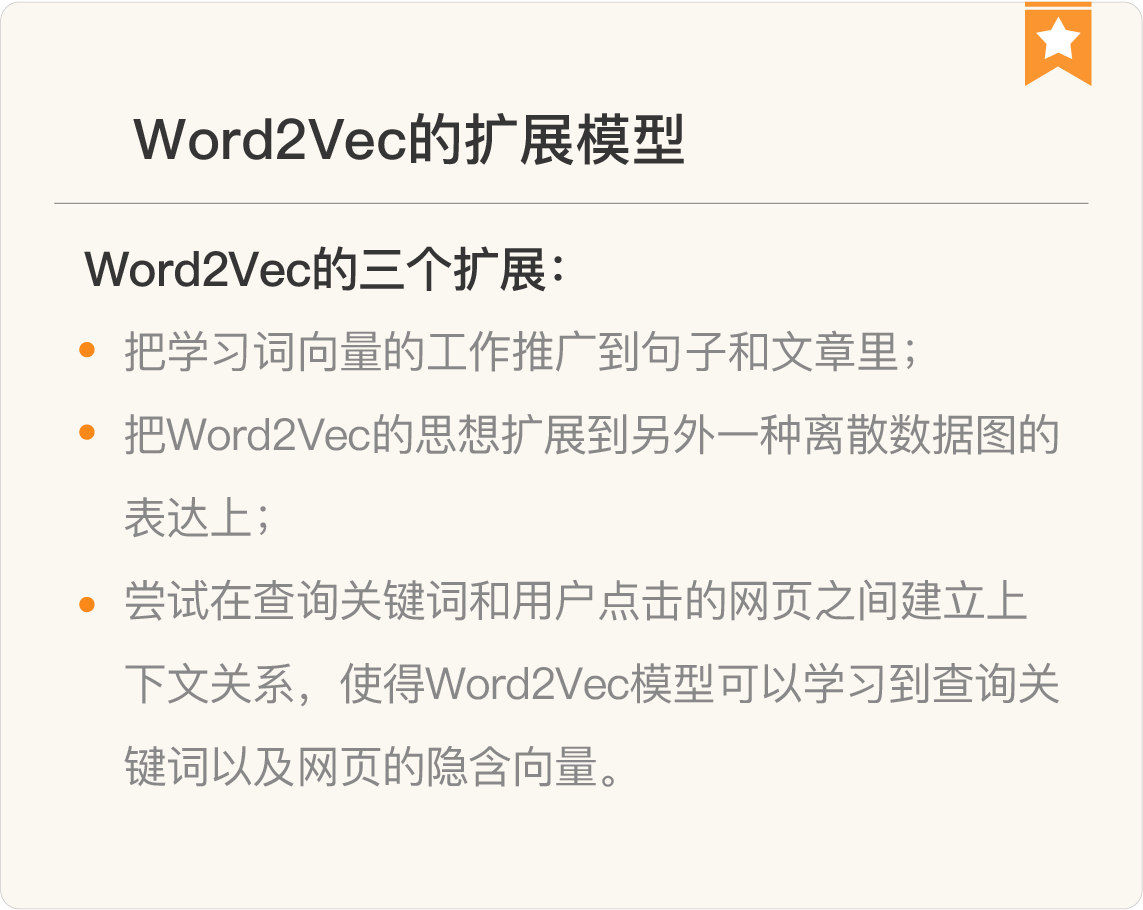 Word2Vec的扩展模型
Word2Vec的三个扩展：
把学习词向量的工作推广到句子和文章里；
把Word2Vec的思想扩展到另外一种离散数据图的
表达上；
尝试在查询关键词和用户点击的网页之间建立上
下文关系，使得Word2Vec模型可以学习到查询关
键词以及网页的隐含向量。